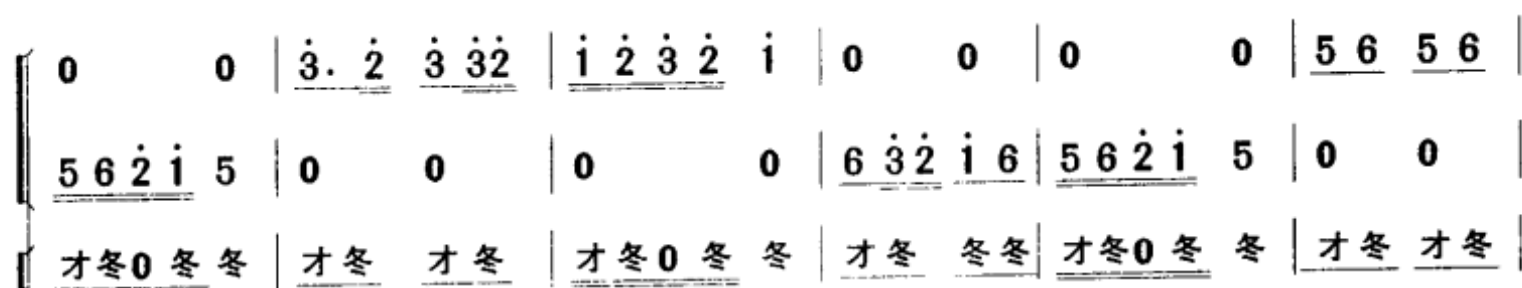 0 0 | 3̇· 2̇ 3̇ 3̇2̇ | 1̇ 2̇ 3̇ 2̇ 1̇ | 0 0 | 0 0 | 5 6 5 6 |
5 6 2̇ 1̇ 5 | 0 0 | 0 0 | 6 3̇2̇ 1̇ 6 | 5 6 2̇ 1̇ 5 | 0 0 |
才冬0 冬 冬 | 才冬 才冬 | 才冬0 冬 冬 | 才冬 冬冬 | 才冬0 冬 冬 | 才冬 才冬 |